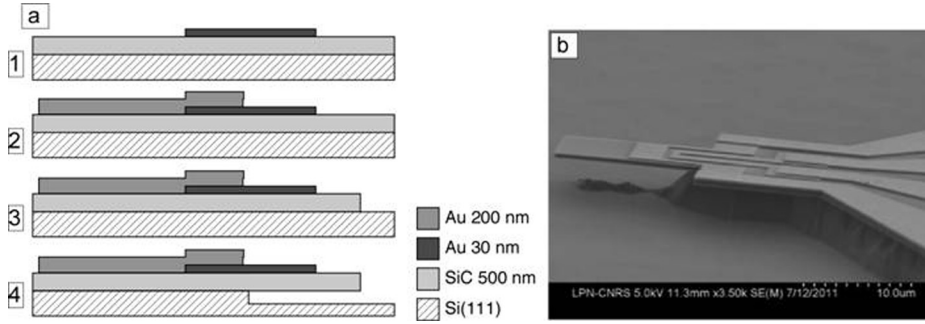 a
1
2
3
4
Au 200 nm
Au 30 nm
SiC 500 nm
Si(111)
b
LPN-CNRS 5.0kV 11.3mm x3.50k SE(M) 7/12/2011 10.0um